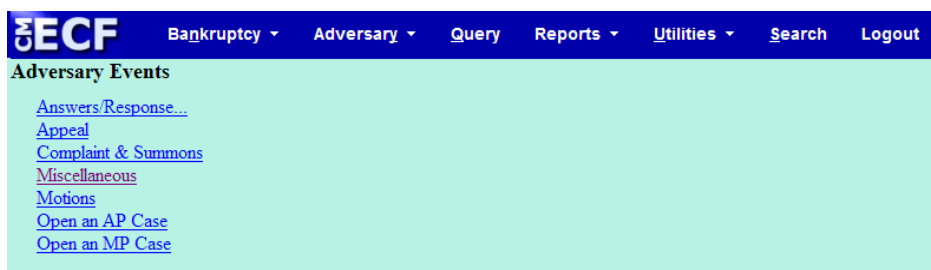 CM ECF Bankruptcy Adversary Query Reports Utilities Search Logout
Adversary Events
Answers/Response...
Appeal
Complaint & Summons
Miscellaneous
Motions
Open an AP Case
Open an MP Case